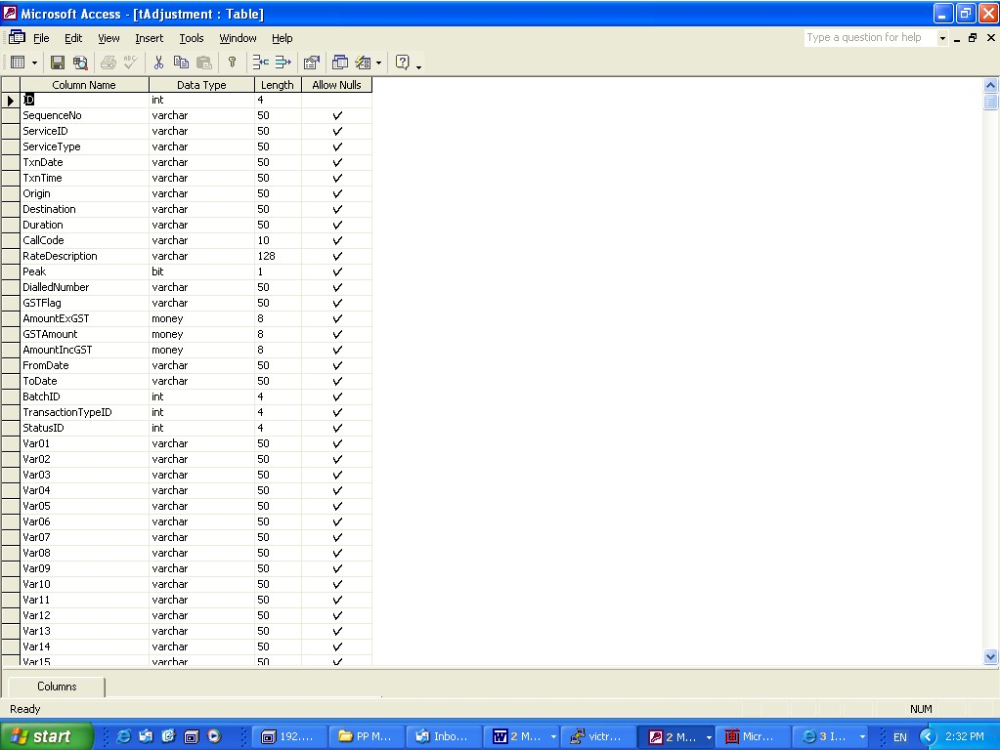 Microsoft Access - [tAdjustment : Table]
File Edit View Insert Tools Window Help Type a question for help
Column Name Data Type Length Allow Nulls
ID int 4
SequenceNo varchar 50
ServiceID varchar 50
ServiceType varchar 50
TxnDate varchar 50
TxnTime varchar 50
Origin varchar 50
Destination varchar 50
Duration varchar 50
CallCode varchar 10
RateDescription varchar 128
Peak bit 1
DialledNumber varchar 50
GSTFlag varchar 50
AmountExGST money 8
GSTAmount money 8
AmountIncGST money 8
FromDate varchar 50
ToDate varchar 50
BatchID int 4
TransactionTypeID int 4
StatusID int 4
Var01 varchar 50
Var02 varchar 50
Var03 varchar 50
Var04 varchar 50
Var05 varchar 50
Var06 varchar 50
Var07 varchar 50
Var08 varchar 50
Var09 varchar 50
Var10 varchar 50
Var11 varchar 50
Var12 varchar 50
Var13 varchar 50
Var14 varchar 50
Var15 varchar 50
Columns
Ready NUM
start 192.... PP M... Inbo... 2 M... victr... 2 M... Micr... 3 I... EN 2:32 PM